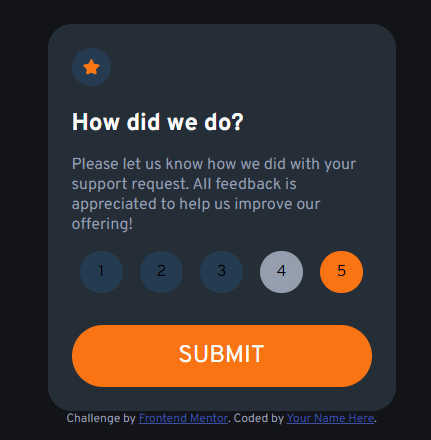 How did we do?
Please let us know how we did with your
support request. All feedback is
appreciated to help us improve our
offering!
1 2 3 4 5
SUBMIT
Challenge by Frontend Mentor. Coded by Your Name Here.